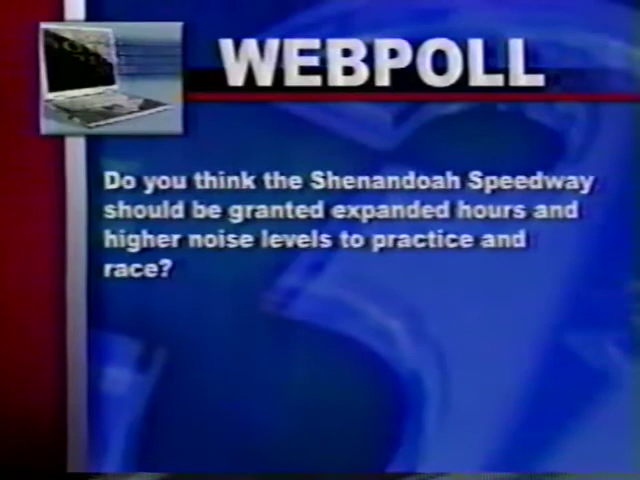 WEBPOLL
Do you think the Shenandoah Speedway
should be granted expanded hours and
higher noise levels to practice and
race?